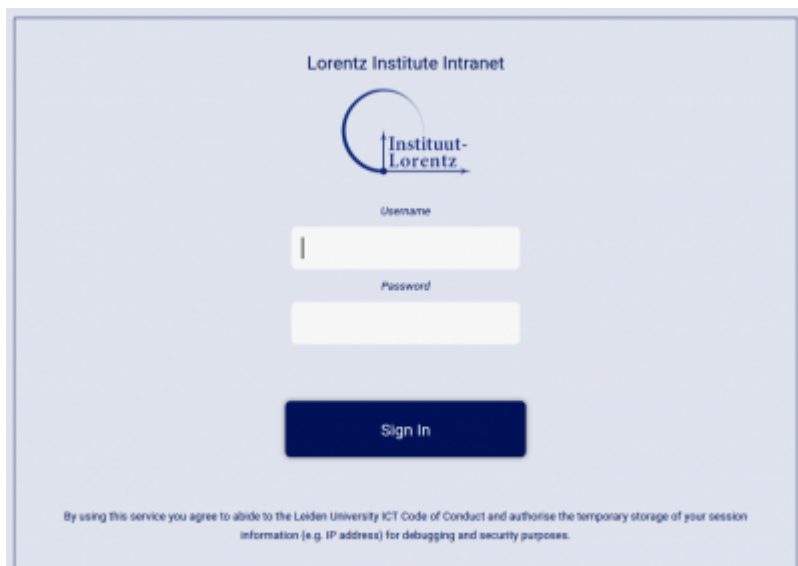 Lorentz Institute Intranet
Instituut-
Lorentz
Username
Password
Sign In
By using this service you agree to abide to the Leiden University ICT Code of Conduct and authorise the temporary storage of your session
information (e.g. IP address) for debugging and security purposes.